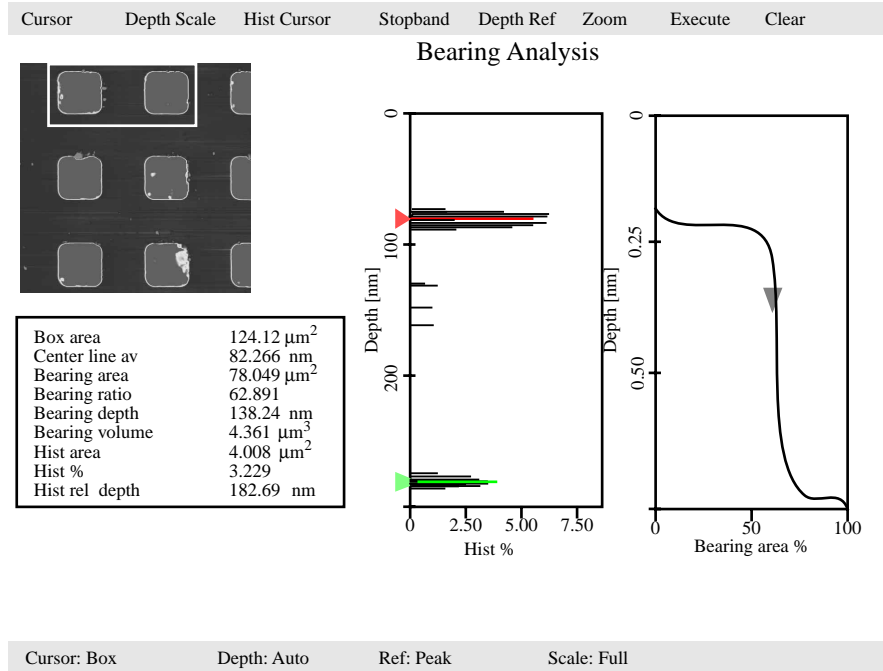 Cursor Depth Scale Hist Cursor Stopband Depth Ref Zoom Execute Clear
Bearing Analysis
Box area 124.12 μm2
Center line av 82.266 nm
Bearing area 78.049 μm2
Bearing ratio 62.891
Bearing depth 138.24 nm
Bearing volume 4.361 μm3
Hist area 4.008 μm2
Hist % 3.229
Hist rel depth 182.69 nm
Depth [nm]
0
100
200
0 2.50 5.00 7.50
Hist %
Depth [nm]
0
0.25
0.50
0 50 100
Bearing area %
Cursor: Box Depth: Auto Ref: Peak Scale: Full